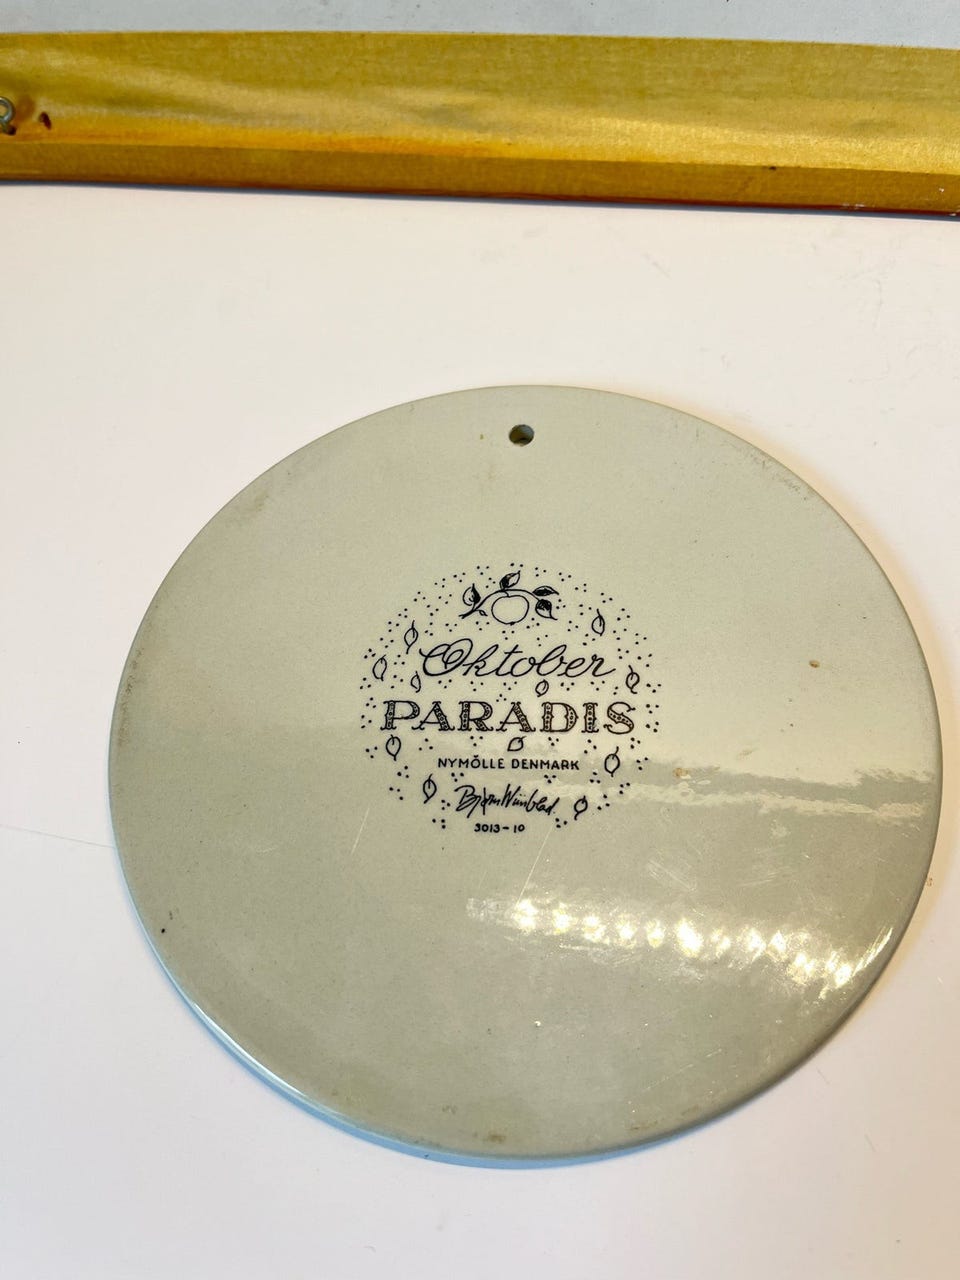 Oktober
PARADIS
NYMÖLLE DENMARK
Bjørn Wiinblad.
3013-10